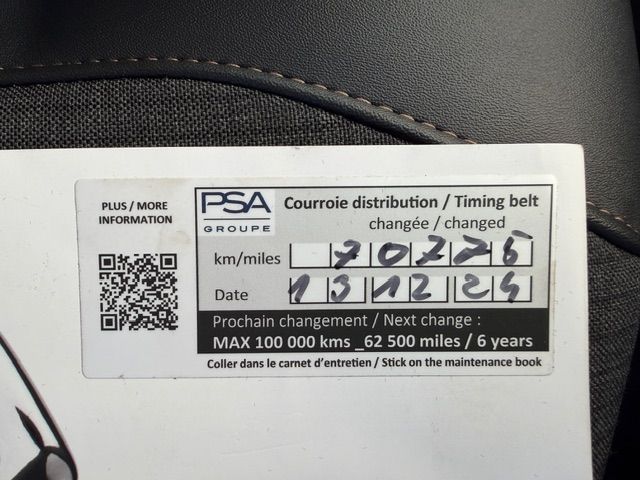 PLUS / MORE
INFORMATION
PSA
GROUPE
Courroie distribution / Timing belt
changée / changed
km/miles
Date 13 12 24
Prochain changement / Next change :
MAX 100 000 kms _62 500 miles / 6 years
Coller dans le carnet d'entretien / Stick on the maintenance book